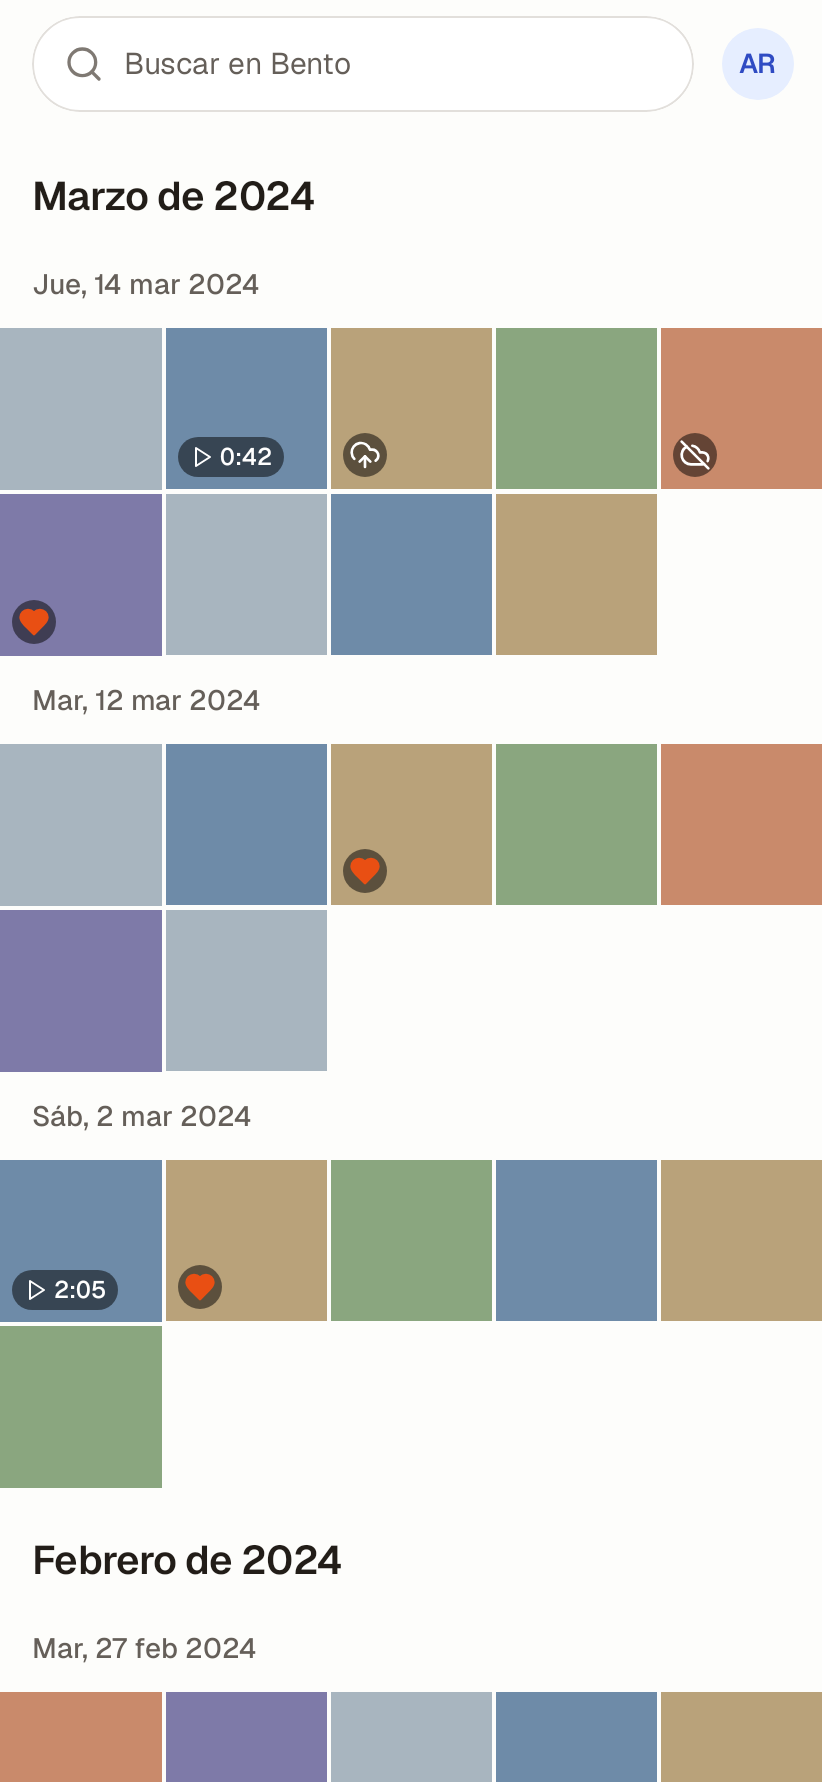 Buscar en Bento
AR
Marzo de 2024
Jue, 14 mar 2024
0:42
Mar, 12 mar 2024
Sáb, 2 mar 2024
2:05
Febrero de 2024
Mar, 27 feb 2024